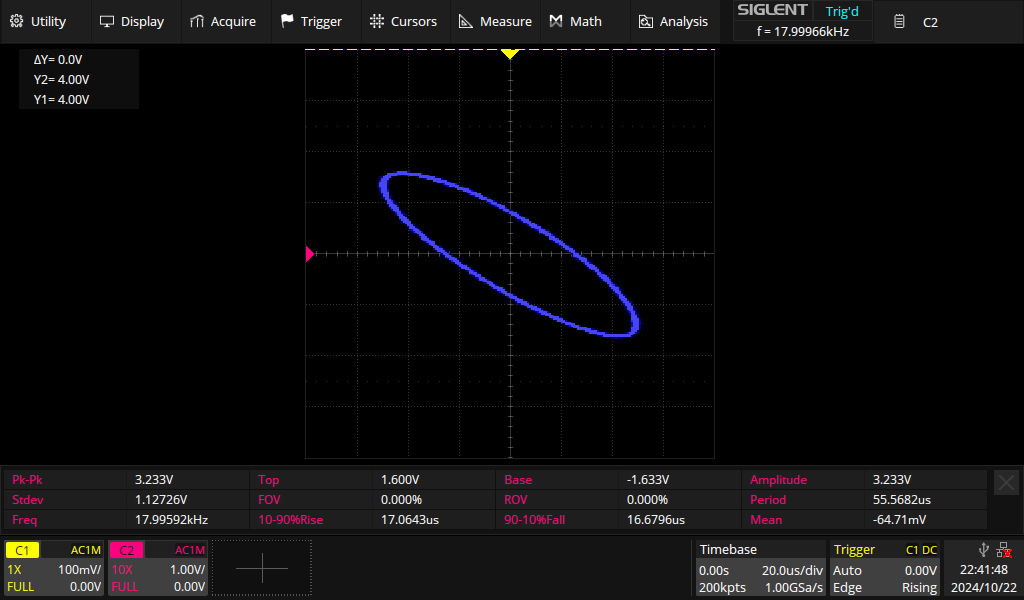 Utility Display Acquire Trigger Cursors Measure Math Analysis SIGLENT Trig'd C2
f = 17.99966kHz
ΔY= 0.0V
Y2= 4.00V
Y1= 4.00V
Pk-Pk 3.233V Top 1.600V Base -1.633V Amplitude 3.233V
Stdev 1.12726V FOV 0.000% ROV 0.000% Period 55.5682us
Freq 17.99592kHz 10-90%Rise 17.0643us 90-10%Fall 16.6796us Mean -64.71mV
C1 AC1M C2 AC1M Timebase Trigger C1 DC
1X 100mV/ 10X 1.00V/ 0.00s 20.0us/div Auto 0.00V 22:41:48
FULL 0.00V FULL 0.00V 200kpts 1.00GSa/s Edge Rising 2024/10/22